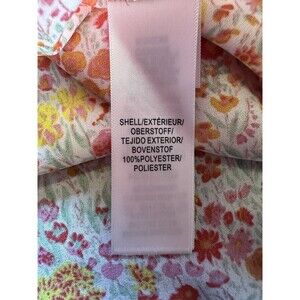 SHELL/EXTÉRIEUR/
OBERSTOFF/
TEJIDO EXTERIOR/
BOVENSTOF
100%POLYESTER/
POLIESTER